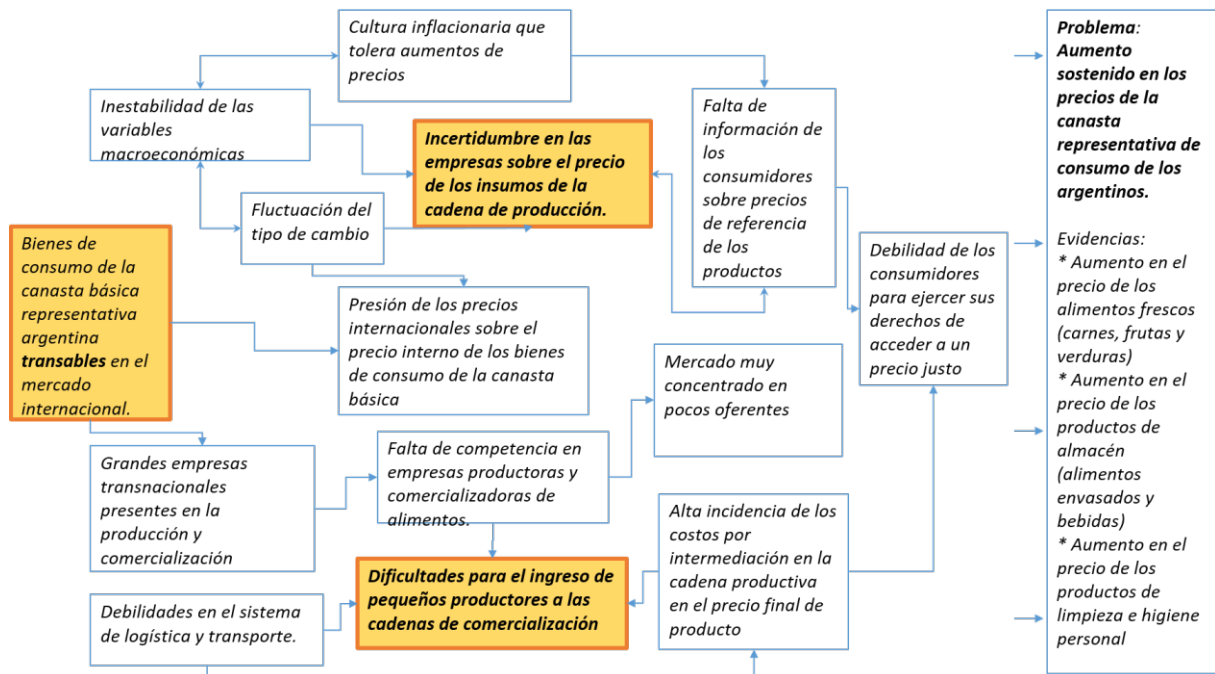 Cultura inflacionaria que
tolera aumentos de
precios
Inestabilidad de las
variables
macroeconómicas
Incertidumbre en las
empresas sobre el precio
de los insumos de la
cadena de producción.
Falta de
información de
los
consumidores
sobre precios
de referencia
de los
productos
Fluctuación del
tipo de cambio
Bienes de
consumo de la
canasta básica
representativa
argentina
transables en el
mercado
internacional.
Presión de los precios
internacionales sobre el
precio interno de los bienes
de consumo de la canasta
básica
Debilidad de los
consumidores
para ejercer sus
derechos de
acceder a un
precio justo
Mercado muy
concentrado en
pocos oferentes
Grandes empresas
transnacionales
presentes en la
producción y
comercialización
Falta de competencia en
empresas productoras y
comercializadoras de
alimentos.
Alta incidencia de los
costos por
intermediación en la
cadena productiva
en el precio final de
producto
Dificultades para el ingreso de
pequeños productores a las
cadenas de comercialización
Debilidades en el sistema
de logística y transporte.
Problema:
Aumento
sostenido en los
precios de la
canasta
representativa de
consumo de los
argentinos.
Evidencias:
* Aumento en el
precio de los
alimentos frescos
(carnes, frutas y
verduras)
* Aumento en el
precio de los
productos de
almacén
(alimentos
envasados y
bebidas)
* Aumento en el
precio de los
productos de
limpieza e higiene
personal